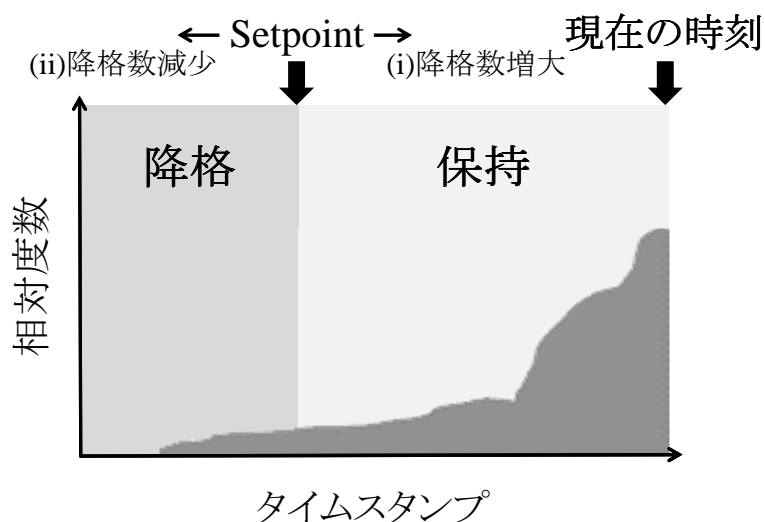 ← Setpoint →
現在の時刻
(ii)降格数減少
(i)降格数増大
降格
保持
相対度数
タイムスタンプ